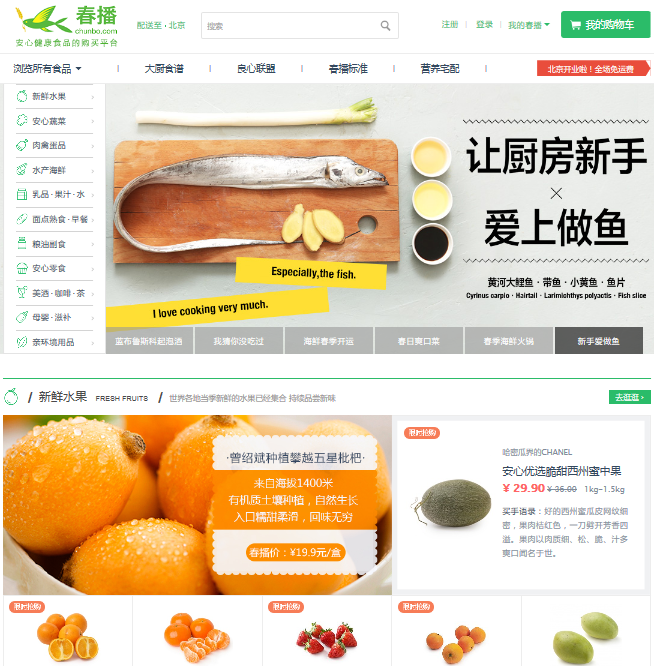 春播
chunbo.com
安心健康食品的购买平台
配送至·北京
搜索
注册 | 登录 | 我的春播
我的购物车
浏览所有食品
大厨食谱
良心联盟
春播标准
营养宅配
北京开业啦！全场免运费
新鲜水果
安心蔬菜
肉禽蛋品
水产海鲜
乳品·果汁·水
面点熟食·早餐
粮油副食
安心零食
美酒·咖啡·茶
母婴·滋补
亲环境用品
让厨房新手
×
爱上做鱼
黄河大鲤鱼·带鱼·小黄鱼·鱼片
Cyrinus carpio · Hairtail · Larimichthys polyactis · Fish slice
Especially,the fish.
I love cooking very much.
蓝布鲁斯科起泡酒
我猜你没吃过
海鲜春季开运
春日爽口菜
春季海鲜火锅
新手爱做鱼
/ 新鲜水果 FRESH FRUITS / 世界各地当季新鲜的水果已经集合 持续品尝新味
去逛逛 ›
·曾绍斌种植攀越五星枇杷·
来自海拔1400米
有机质土壤种植，自然生长
入口糯甜柔滑，回味无穷
春播价：¥19.9元/盒
限时抢购
哈密瓜界的CHANEL
安心优选脆甜西州蜜中果
¥ 29.90 ¥ 36.00 1kg~1.5kg
买手语录：好的西州蜜瓜皮网纹细
密，果肉桔红色，一刀劈开芳香四
溢。果肉以肉质细、松、脆、汁多
爽口闻名于世。
限时抢购
限时抢购
限时抢购